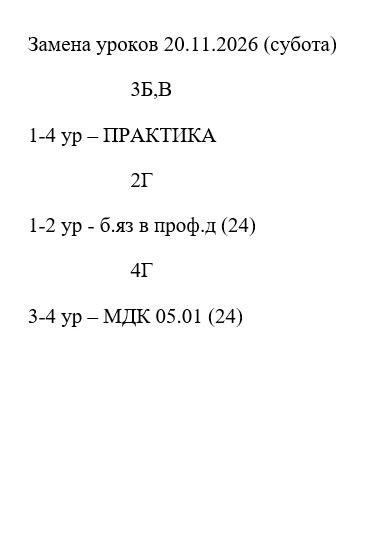 Замена уроков 20.11.2026 (субота)
3Б,В
1-4 ур – ПРАКТИКА
2Г
1-2 ур - б.яз в проф.д (24)
4Г
3-4 ур – МДК 05.01 (24)